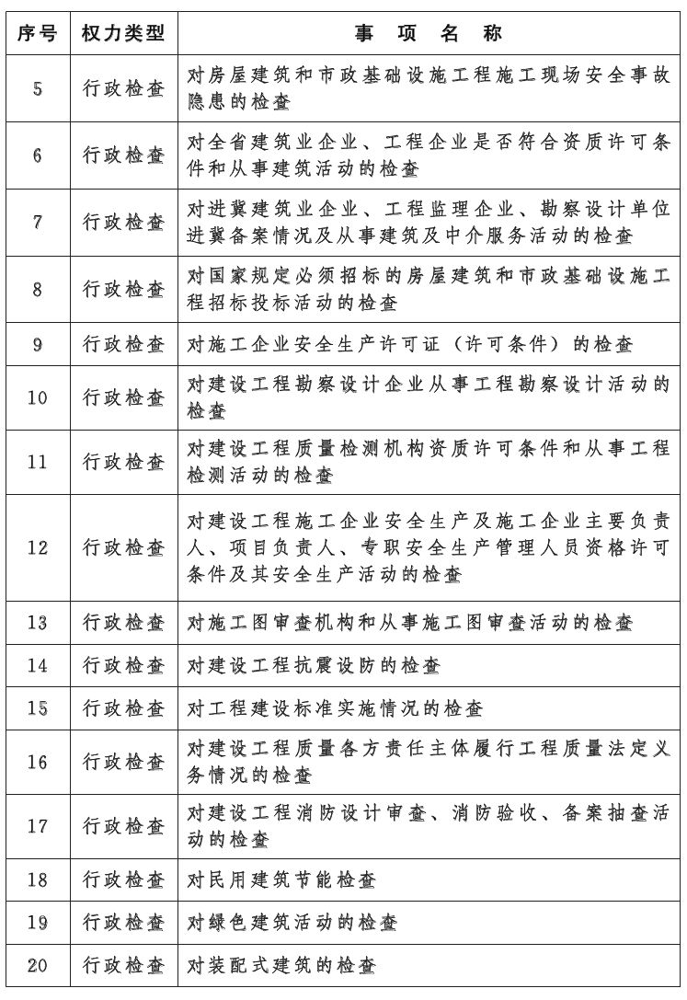 序号 权力类型 事 项 名 称
5 行政检查 对房屋建筑和市政基础设施工程施工现场安全事故
隐患的检查
6 行政检查 对全省建筑业企业、工程企业是否符合资质许可条
件和从事建筑活动的检查
7 行政检查 对进冀建筑业企业、工程监理企业、勘察设计单位
进冀备案情况及从事建筑及中介服务活动的检查
8 行政检查 对国家规定必须招标的房屋建筑和市政基础设施工
程招标投标活动的检查
9 行政检查 对施工企业安全生产许可证（许可条件）的检查
10 行政检查 对建设工程勘察设计企业从事工程勘察设计活动的
检查
11 行政检查 对建设工程质量检测机构资质许可条件和从事工程
检测活动的检查
12 行政检查 对建设工程施工企业安全生产及施工企业主要负责
人、项目负责人、专职安全生产管理人员资格许可
条件及其安全生产活动的检查
13 行政检查 对施工图审查机构和从事施工图审查活动的检查
14 行政检查 对建设工程抗震设防的检查
15 行政检查 对工程建设标准实施情况的检查
16 行政检查 对建设工程质量各方责任主体履行工程质量法定义
务情况的检查
17 行政检查 对建设工程消防设计审查、消防验收、备案抽查活
动的检查
18 行政检查 对民用建筑节能检查
19 行政检查 对绿色建筑活动的检查
20 行政检查 对装配式建筑的检查